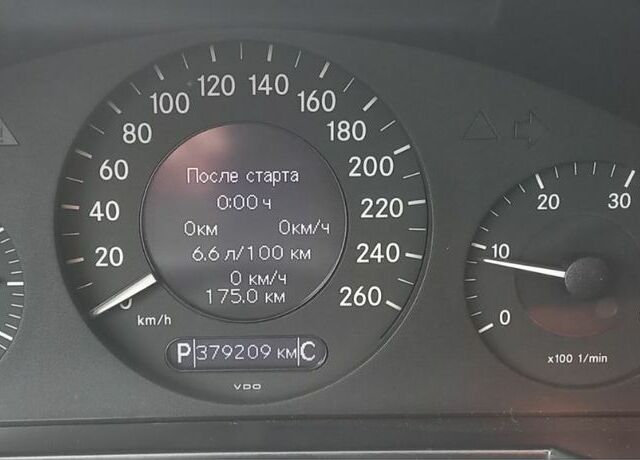 0 20 40 60 80 100 120 140 160 180 200 220 240 260
km/h
После старта
0:00 ч
0км 0км/ч
6.6 л/100 км
0 км/ч
175.0 км
P 379209 км C
VDO
0 10 20 30
x100 1/min